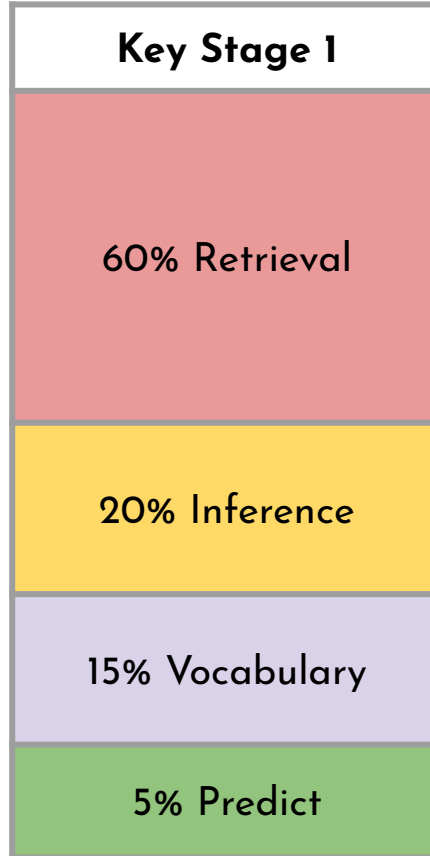 Key Stage 1
60% Retrieval
20% Inference
15% Vocabulary
5% Predict